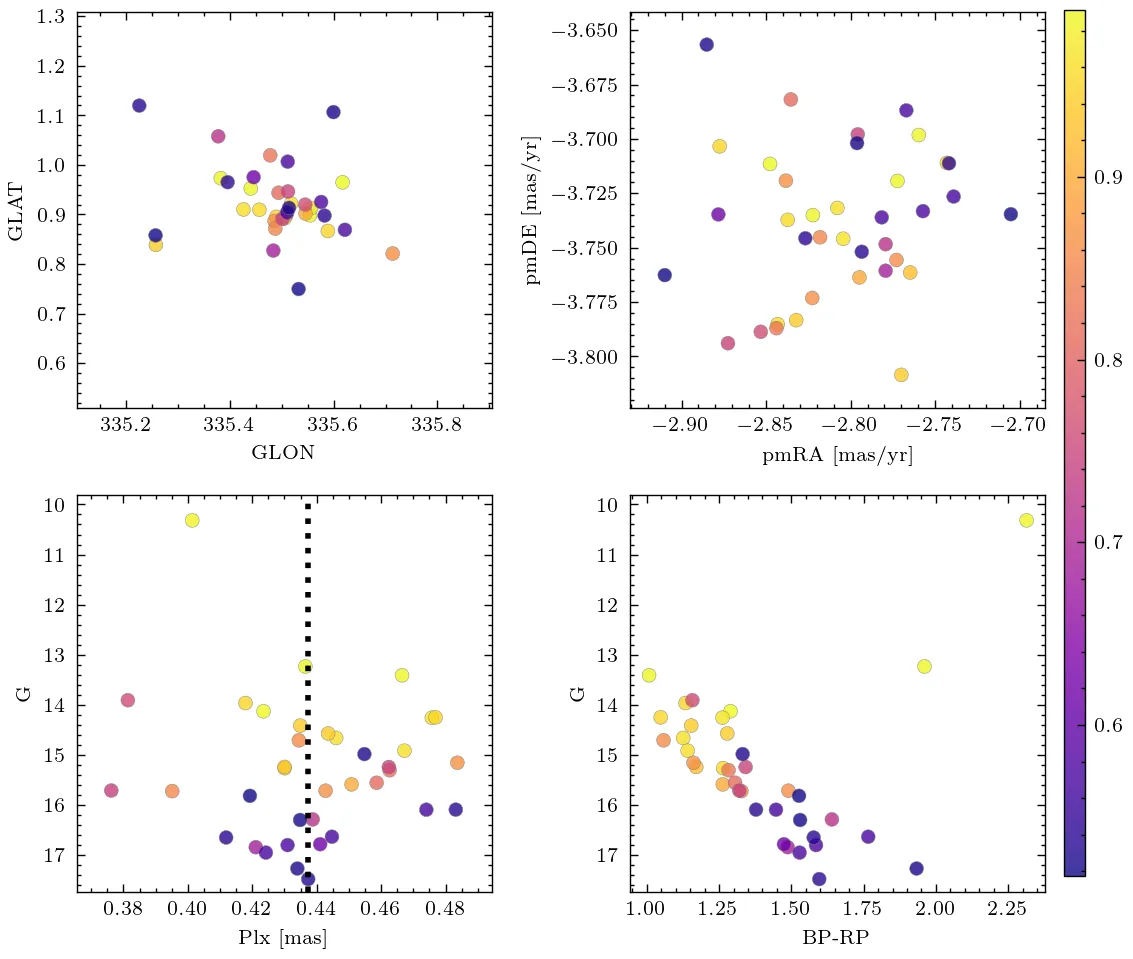 1.3
1.2
1.1
1.0
0.9
0.8
0.7
0.6
GLAT
335.2 335.4 335.6 335.8
GLON
−3.650
−3.675
−3.700
−3.725
−3.750
−3.775
−3.800
pmDE [mas/yr]
−2.90 −2.85 −2.80 −2.75 −2.70
pmRA [mas/yr]
10
11
12
13
14
15
16
17
G
0.38 0.40 0.42 0.44 0.46 0.48
Plx [mas]
10
11
12
13
14
15
16
17
G
1.00 1.25 1.50 1.75 2.00 2.25
BP-RP
0.9
0.8
0.7
0.6